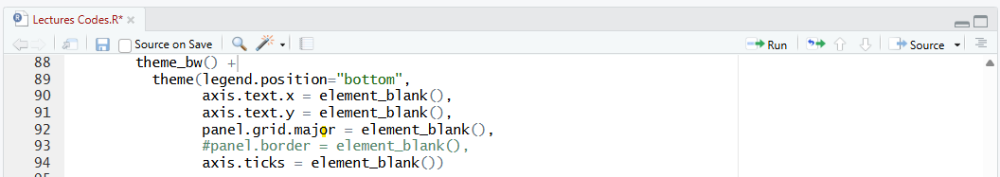 Lectures Codes.R*
Source on Save
Run
Source
88 theme_bw() +
89 theme(legend.position="bottom",
90 axis.text.x = element_blank(),
91 axis.text.y = element_blank(),
92 panel.grid.major = element_blank(),
93 #panel.border = element_blank(),
94 axis.ticks = element_blank())